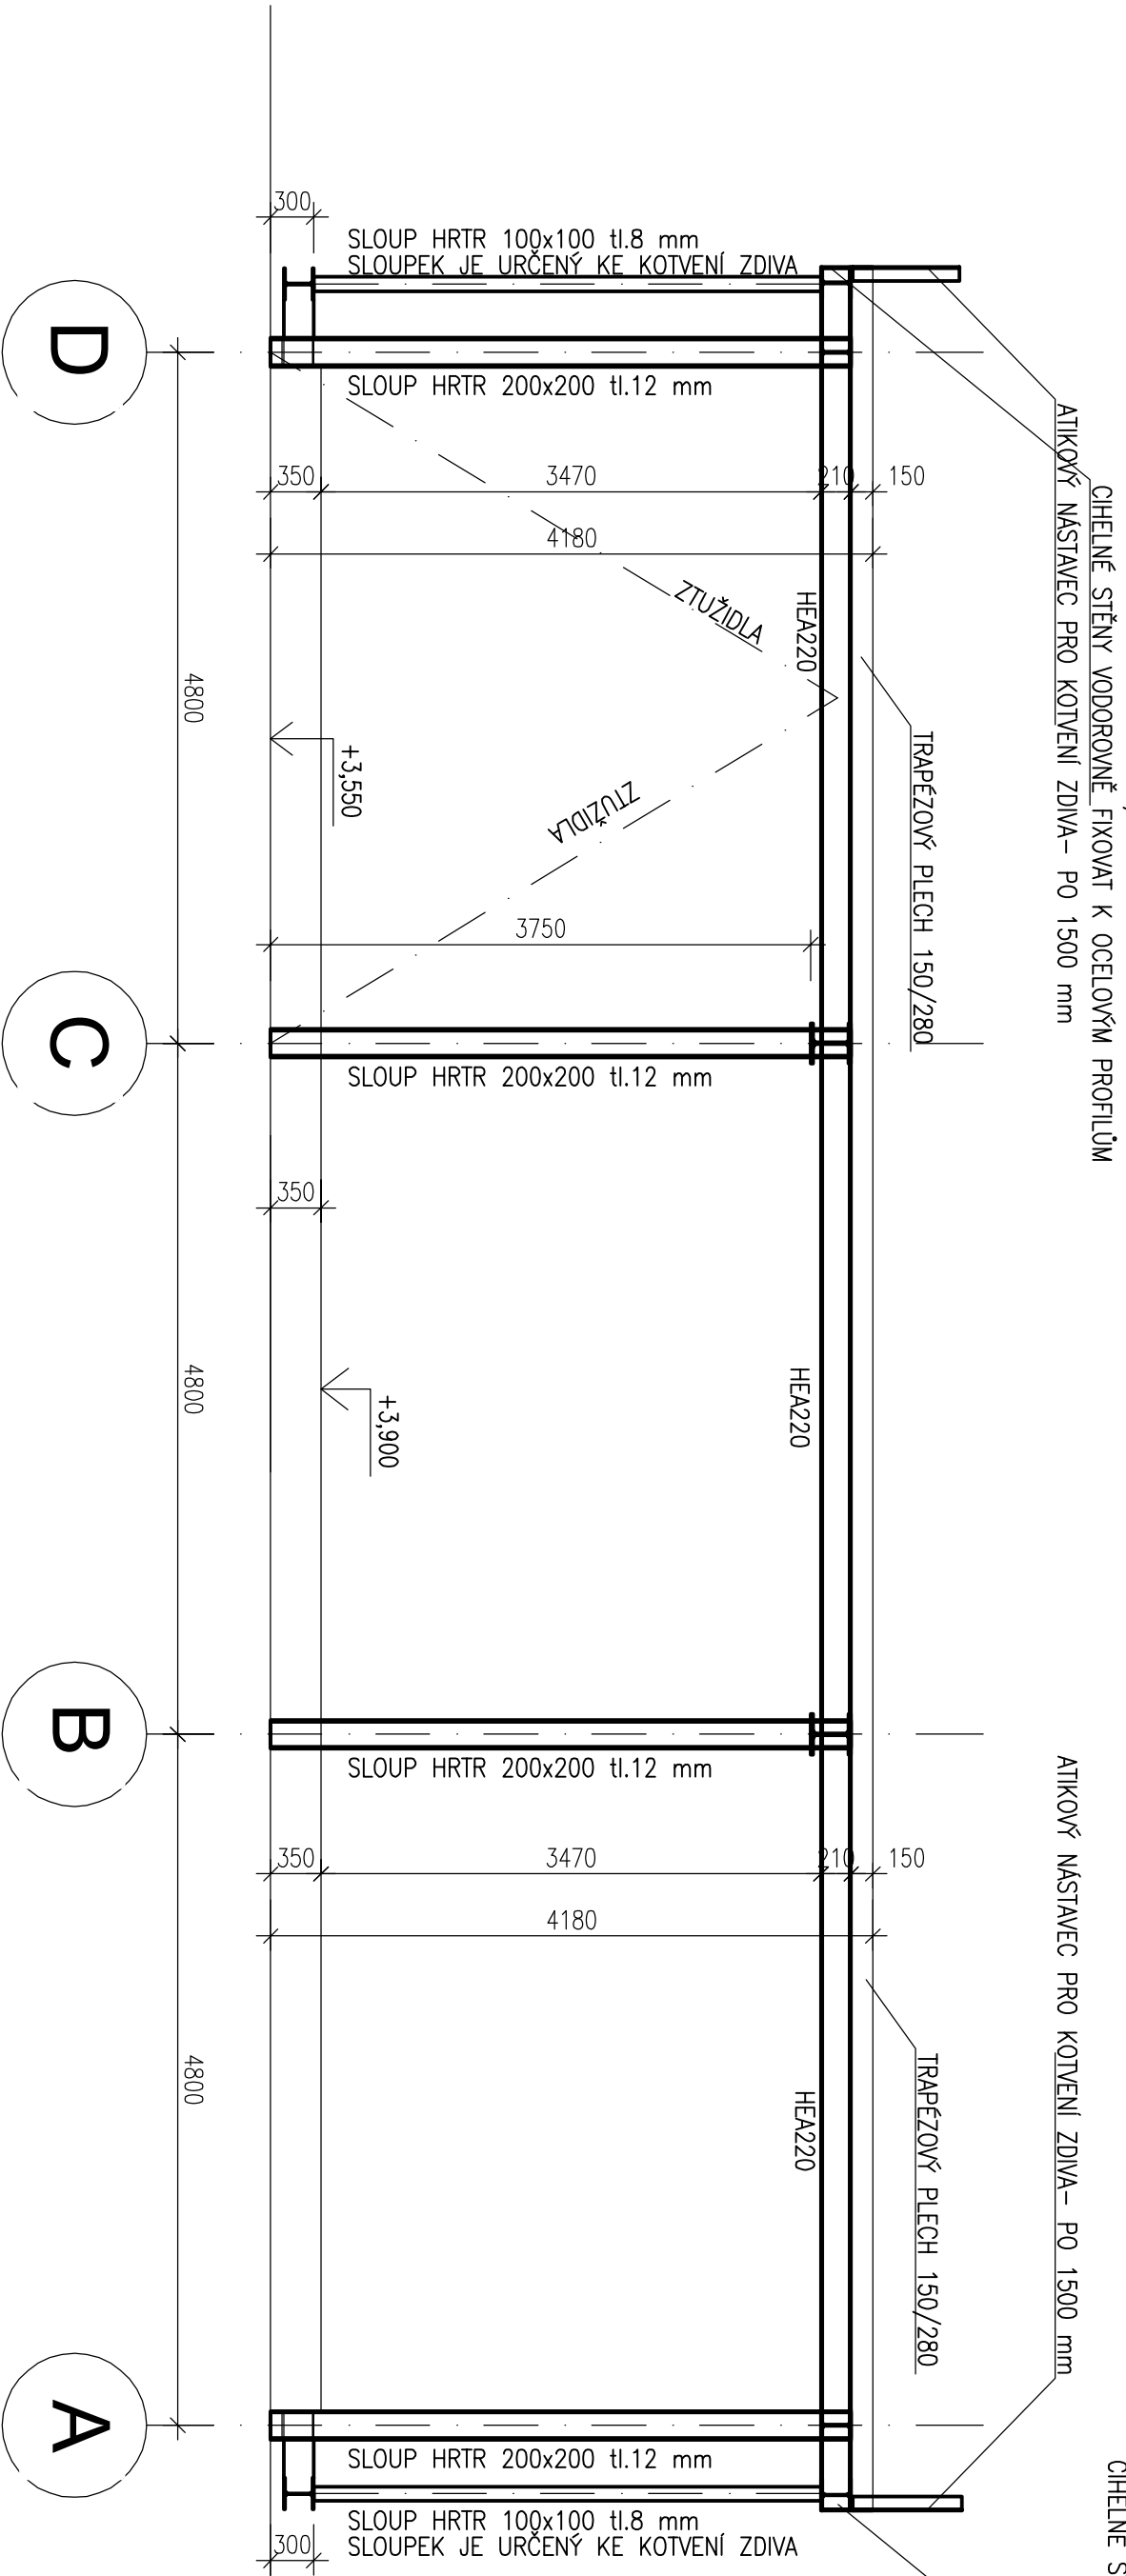 CIHELNÉ STĚNY VODOROVNĚ FIXOVAT K OCELOVÝM PROFILŮM
ATIKOVÝ NÁSTAVEC PRO KOTVENÍ ZDIVA- PO 1500 mm
300
SLOUP HRTR 100x100 tl.8 mm
SLOUPEK JE URČENÝ KE KOTVENÍ ZDIVA
D
SLOUP HRTR 200x200 tl.12 mm
350
3470
210
150
4180
ZTUŽIDLA
HEA220
TRAPÉZOVÝ PLECH 150/280
4800
+3,550
ZTUŽIDLA
3750
C
SLOUP HRTR 200x200 tl.12 mm
350
4800
+3,900
HEA220
B
SLOUP HRTR 200x200 tl.12 mm
ATIKOVÝ NÁSTAVEC PRO KOTVENÍ ZDIVA- PO 1500 mm
350
3470
210
150
4180
4800
HEA220
TRAPÉZOVÝ PLECH 150/280
A
SLOUP HRTR 200x200 tl.12 mm
SLOUP HRTR 100x100 tl.8 mm
SLOUPEK JE URČENÝ KE KOTVENÍ ZDIVA
300